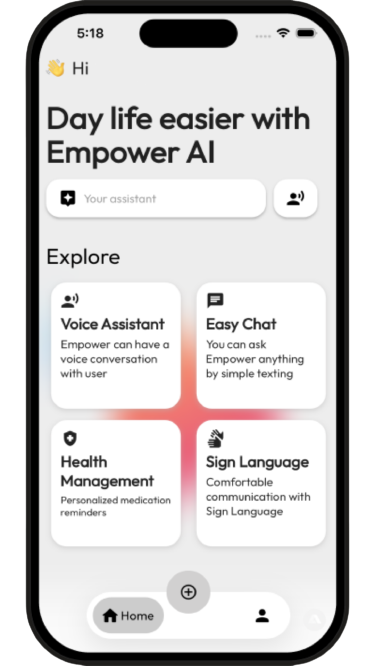 5:18
👋 Hi
Day life easier with
Empower AI
Your assistant
Explore
Voice Assistant
Empower can have a
voice conversation
with user
Easy Chat
You can ask
Empower anything
by simple texting
Health
Management
Personalized medication
reminders
Sign Language
Comfortable
communication with
Sign Language
Home